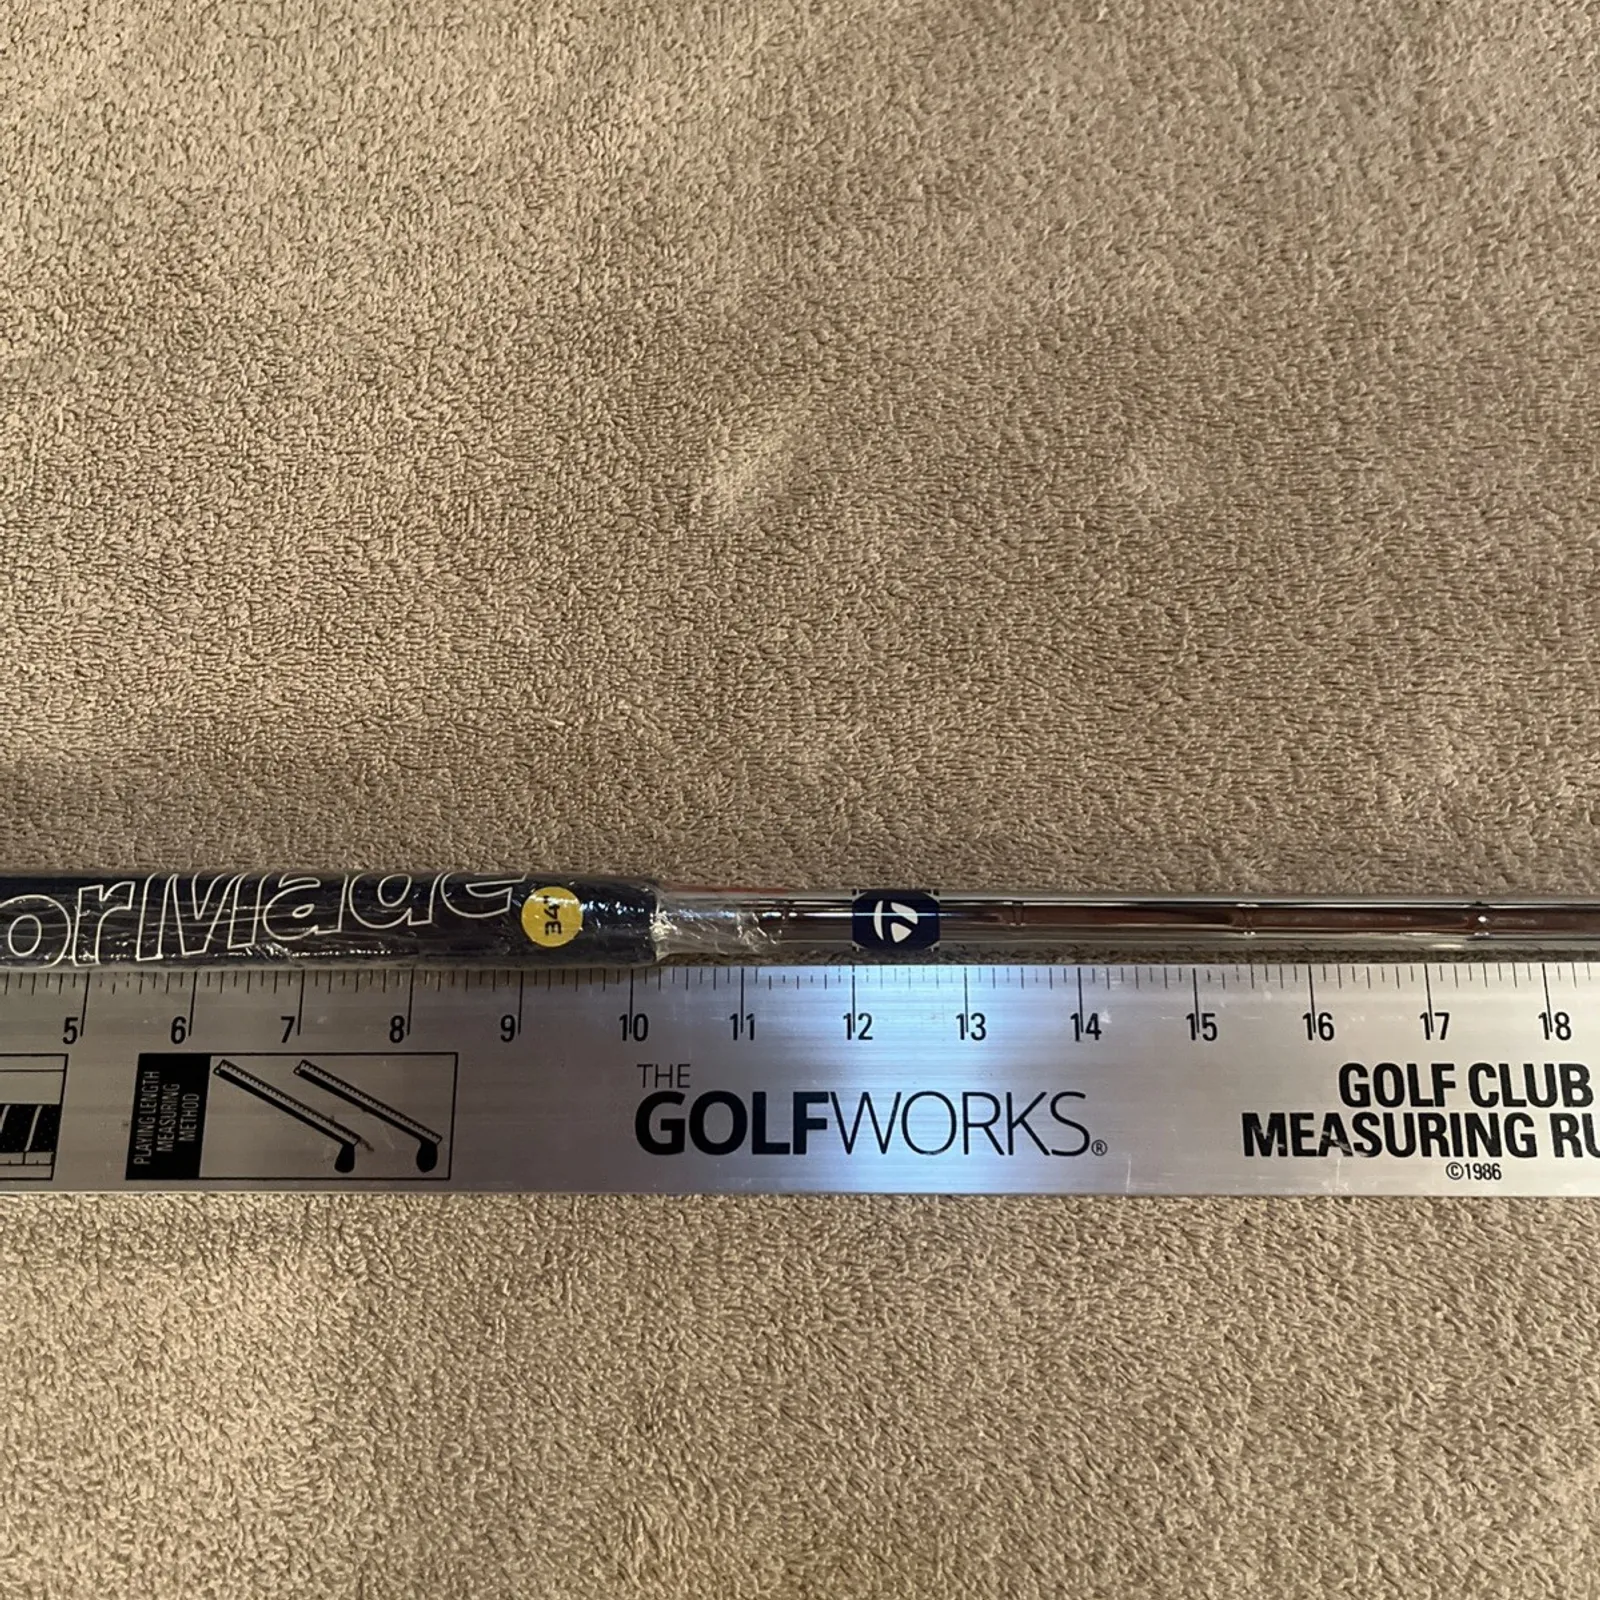 orMade
34"
5 6 7 8 9 10 11 12 13 14 15 16 17 18
PLAYING LENGTH
MEASURING
METHOD
THE
GOLFWORKS®
GOLF CLUB
MEASURING RU
©1986